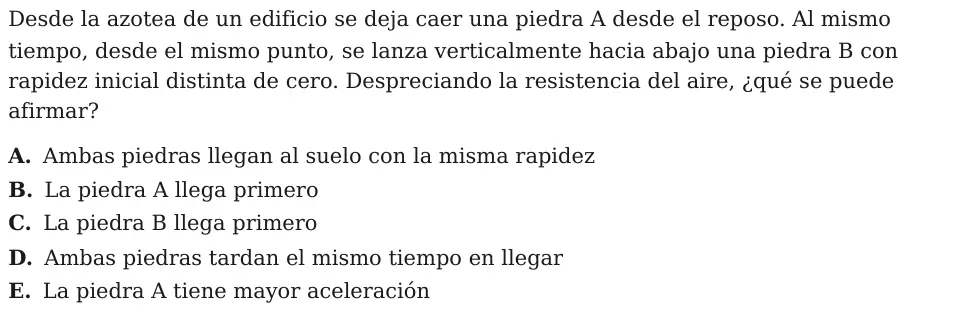 Desde la azotea de un edificio se deja caer una piedra A desde el reposo. Al mismo
tiempo, desde el mismo punto, se lanza verticalmente hacia abajo una piedra B con
rapidez inicial distinta de cero. Despreciando la resistencia del aire, ¿qué se puede
afirmar?
A. Ambas piedras llegan al suelo con la misma rapidez
B. La piedra A llega primero
C. La piedra B llega primero
D. Ambas piedras tardan el mismo tiempo en llegar
E. La piedra A tiene mayor aceleración